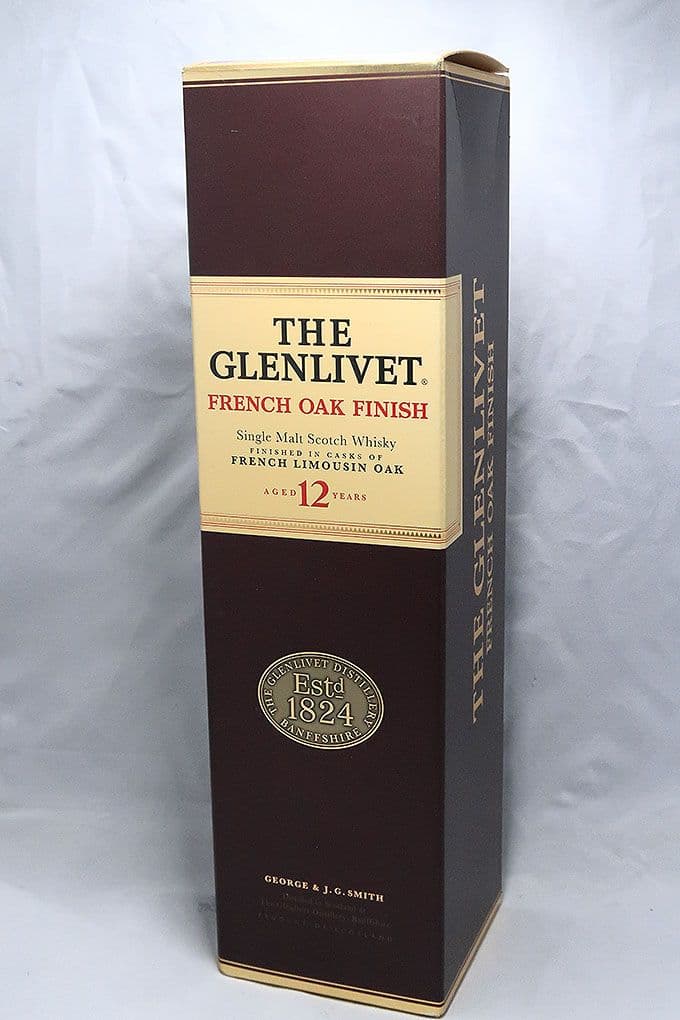 THE
GLENLIVET®
FRENCH OAK FINISH
Single Malt Scotch Whisky
FINISHED IN CASKS OF
FRENCH LIMOUSIN OAK
AGED 12 YEARS
THE GLENLIVET DISTILLERY
Estd
1824
BANFFSHIRE
GEORGE & J.G. SMITH
THE GLENLIVET
FRENCH OAK FINISH